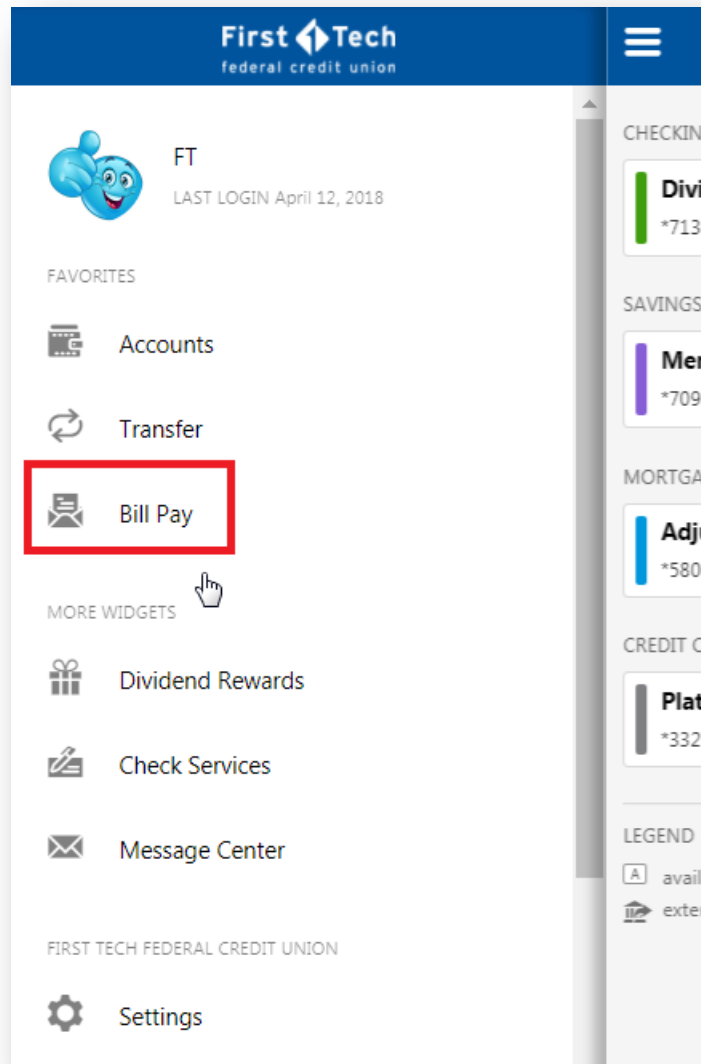 First Tech
federal credit union
FT
LAST LOGIN April 12, 2018
FAVORITES
Accounts
Transfer
Bill Pay
MORE WIDGETS
Dividend Rewards
Check Services
Message Center
FIRST TECH FEDERAL CREDIT UNION
Settings
CHECKIN
Divi
*713
SAVINGS
Mer
*709
MORTGA
Adju
*580
CREDIT C
Plat
*332
LEGEND
A avail
exter